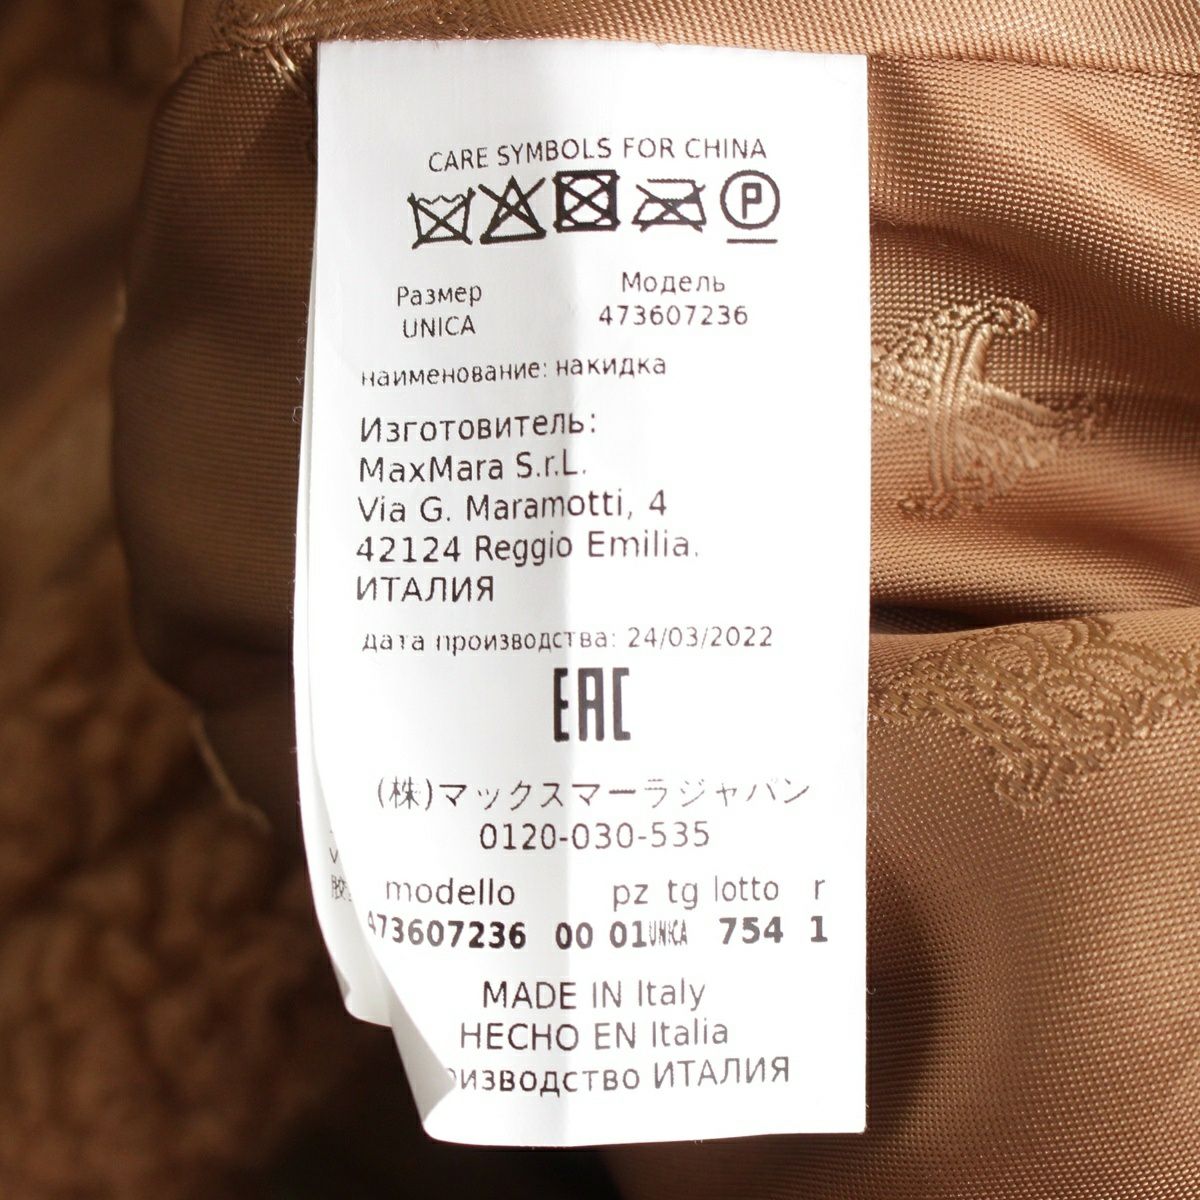 CARE SYMBOLS FOR CHINA
P
Размер
UNICA
Модель
473607236
наименование: накидка
Изготовитель:
MaxMara S.r.L.
Via G. Maramotti, 4
42124 Reggio Emilia.
ИТАЛИЯ
дата производства: 24/03/2022
EAC
(株)マックスマーラジャパン
0120-030-535
modello pz tg lotto r
473607236 00 01 UNICA 754 1
MADE IN Italy
HECHO EN Italia
ИЗВОДСТВО ИТАЛИЯ